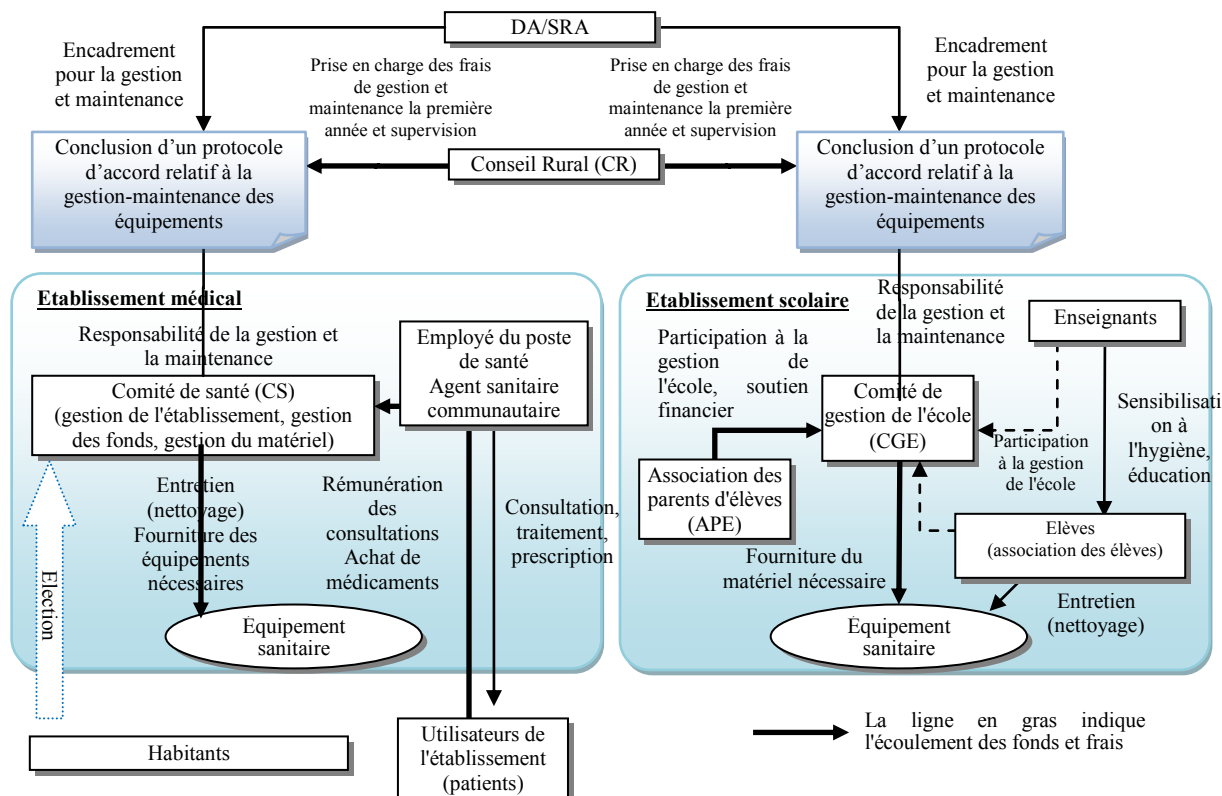 DA/SRA
Encadrement
pour la gestion
et maintenance
Prise en charge des frais
de gestion et
maintenance la première
année et supervision
Prise en charge des frais
de gestion et
maintenance la première
année et supervision
Encadrement
pour la gestion
et maintenance
Conclusion d'un protocole
d'accord relatif à la
gestion-maintenance des
équipements
Conseil Rural (CR)
Conclusion d'un protocole
d'accord relatif à la
gestion-maintenance des
équipements
Etablissement médical
Responsabilité de la gestion et
la maintenance
Employé du poste
de santé
Agent sanitaire
communautaire
Comité de santé (CS)
(gestion de l'établissement, gestion
des fonds, gestion du matériel)
Entretien
(nettoyage)
Fourniture des
équipements
nécessaires
Rémunération
des
consultations
Achat de
médicaments
Consultation,
traitement,
prescription
Election
Équipement
sanitaire
Habitants
Utilisateurs de
l'établissement
(patients)
Etablissement scolaire
Responsabilité
de la gestion et
la maintenance
Enseignants
Participation à la
gestion de
l'école, soutien
financier
Comité de
gestion de l'école
(CGE)
Sensibilisati
on à
l'hygiène,
éducation
Participation
à la gestion
de l'école
Association des
parents d'élèves
(APE)
Elèves
(association des élèves)
Fourniture du
matériel nécessaire
Entretien
(nettoyage)
Équipement
sanitaire
La ligne en gras indique
l'écoulement des fonds et frais